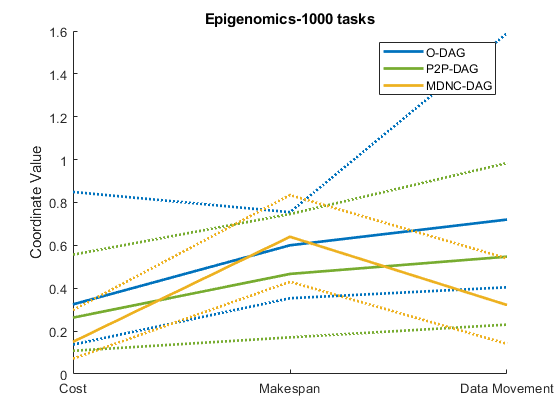 Epigenomics-1000 tasks
O-DAG
P2P-DAG
MDNC-DAG
Coordinate Value
1.6
1.4
1.2
1
0.8
0.6
0.4
0.2
0
Cost Makespan Data Movement